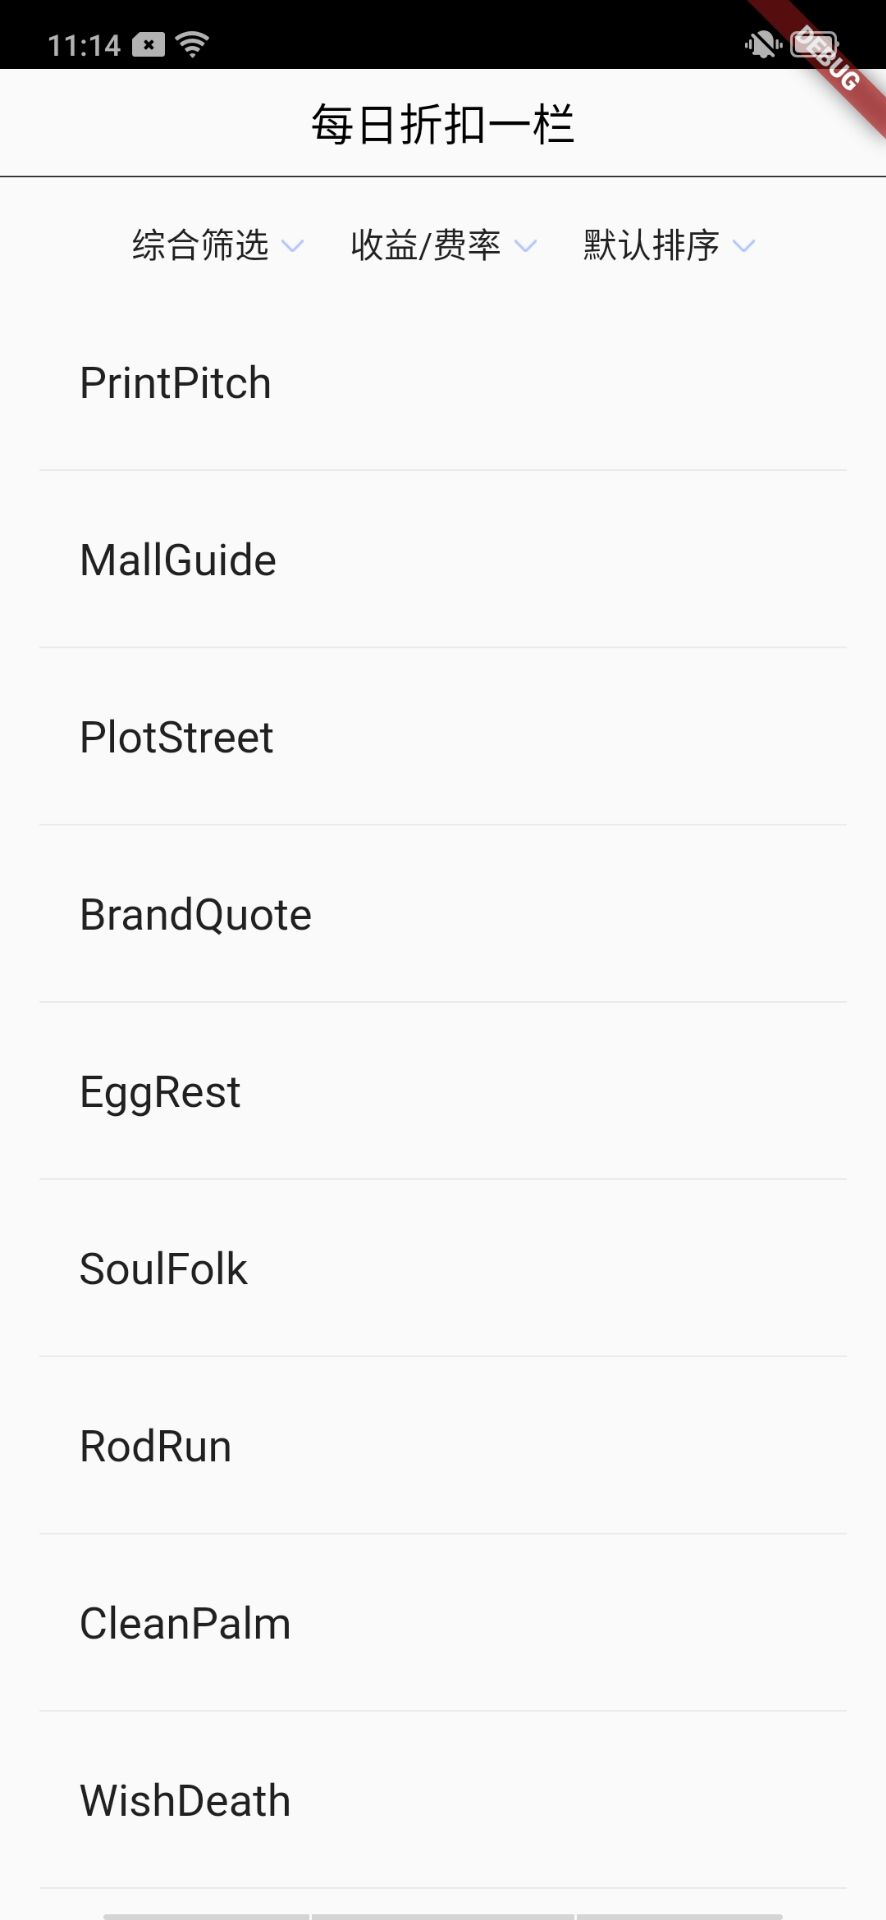 11:14
DEBUG
每日折扣一栏
综合筛选 收益/费率 默认排序
PrintPitch
MallGuide
PlotStreet
BrandQuote
EggRest
SoulFolk
RodRun
CleanPalm
WishDeath